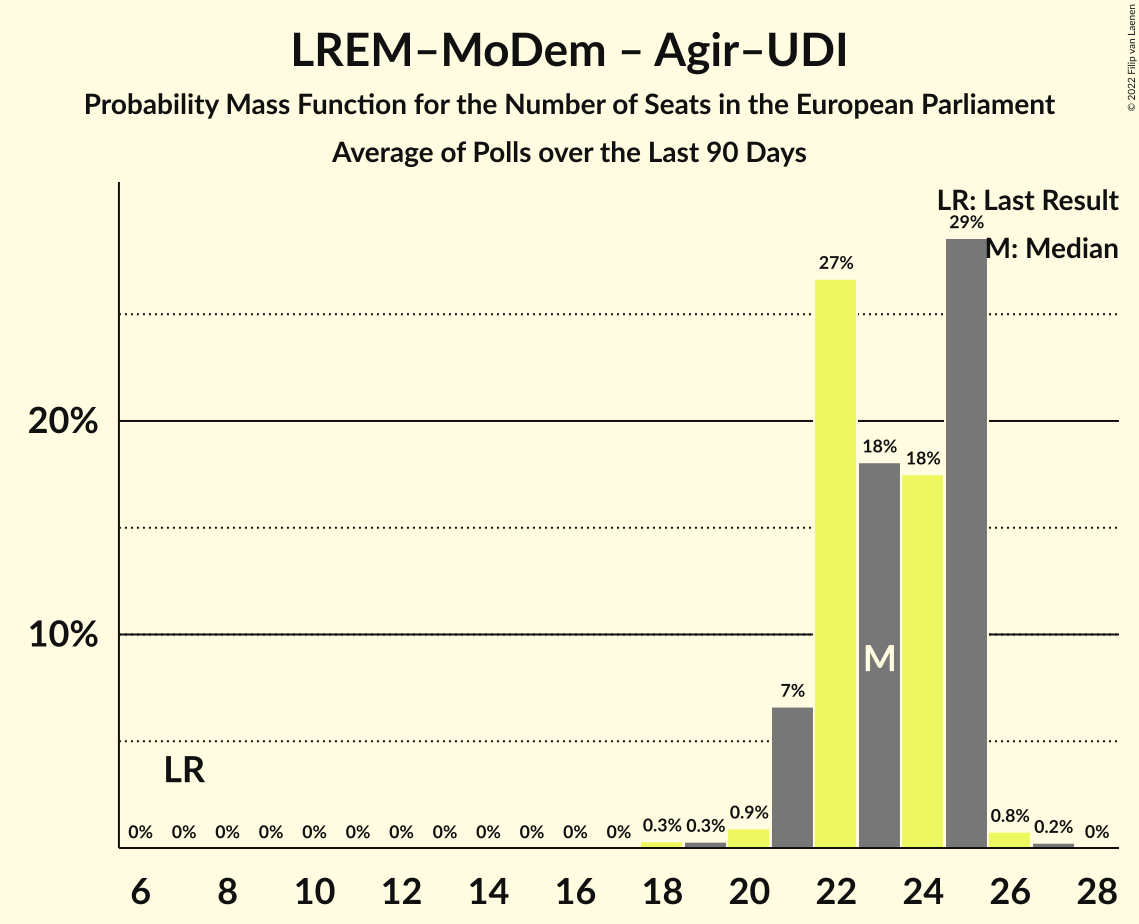 LREM–MoDem – Agir–UDI
Probability Mass Function for the Number of Seats in the European Parliament
Average of Polls over the Last 90 Days
© 2022 Filip van Laenen
LR: Last Result
M: Median
29%
27%
20%
18%
18%
10%
M
7%
LR
0% 0% 0% 0% 0% 0% 0% 0% 0% 0% 0% 0% 0.3% 0.3% 0.9% 0.8% 0.2% 0%
6 8 10 12 14 16 18 20 22 24 26 28